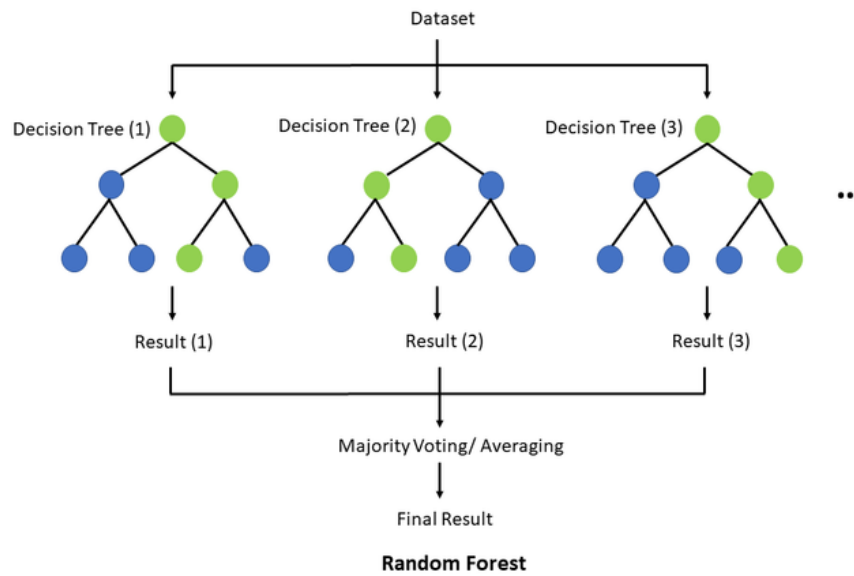 Dataset
Decision Tree (1)
Decision Tree (2)
Decision Tree (3)
..
Result (1)
Result (2)
Result (3)
Majority Voting/ Averaging
Final Result
Random Forest